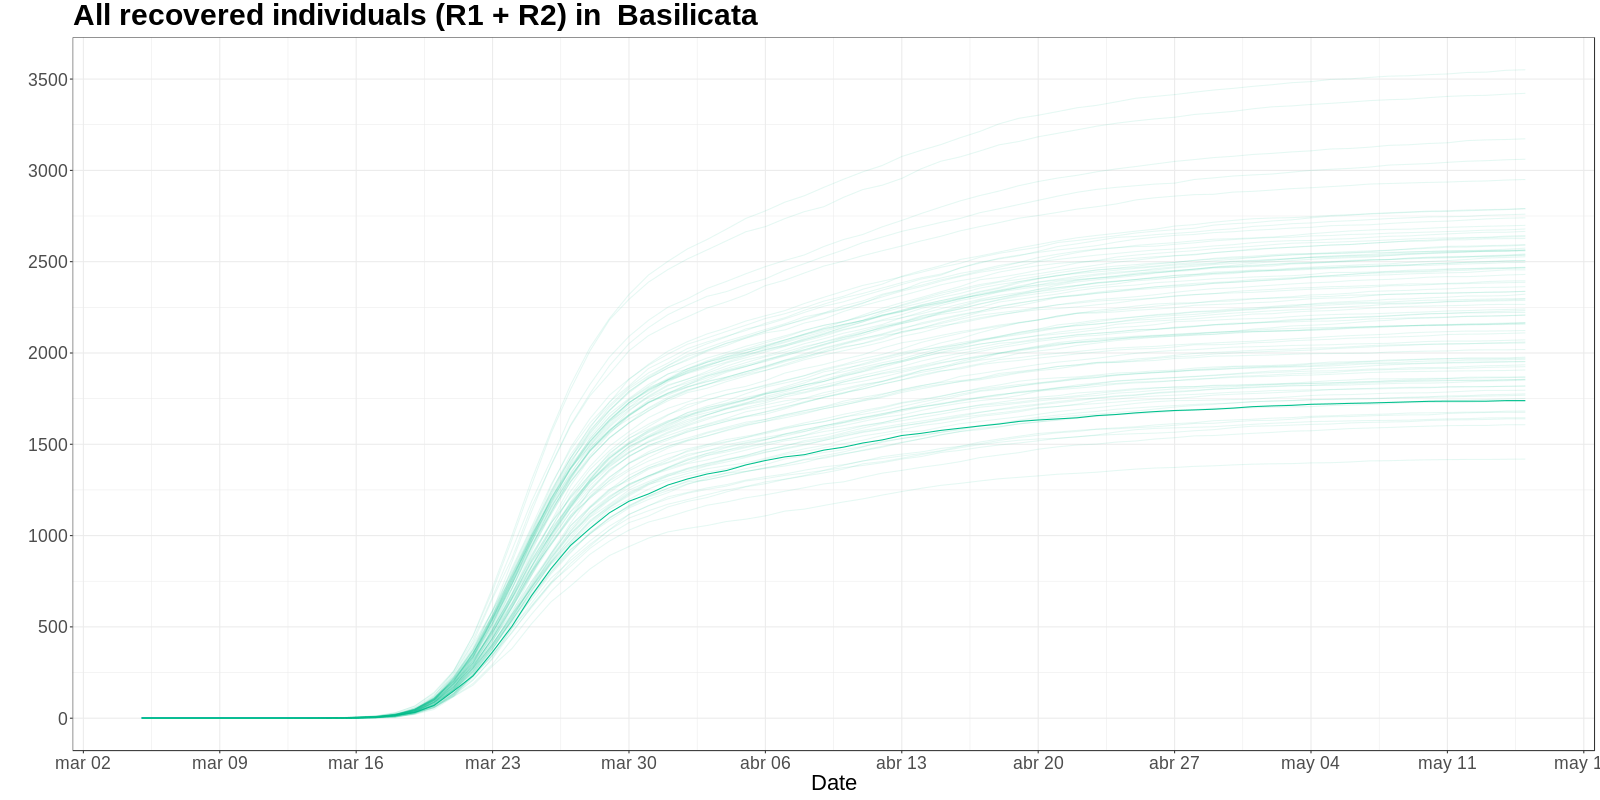 All recovered individuals (R1 + R2) in  Basilicata
3500
3000
2500
2000
1500
1000
500
0
mar 02 mar 09 mar 16 mar 23 mar 30 abr 06 abr 13 abr 20 abr 27 may 04 may 11 may 1
Date